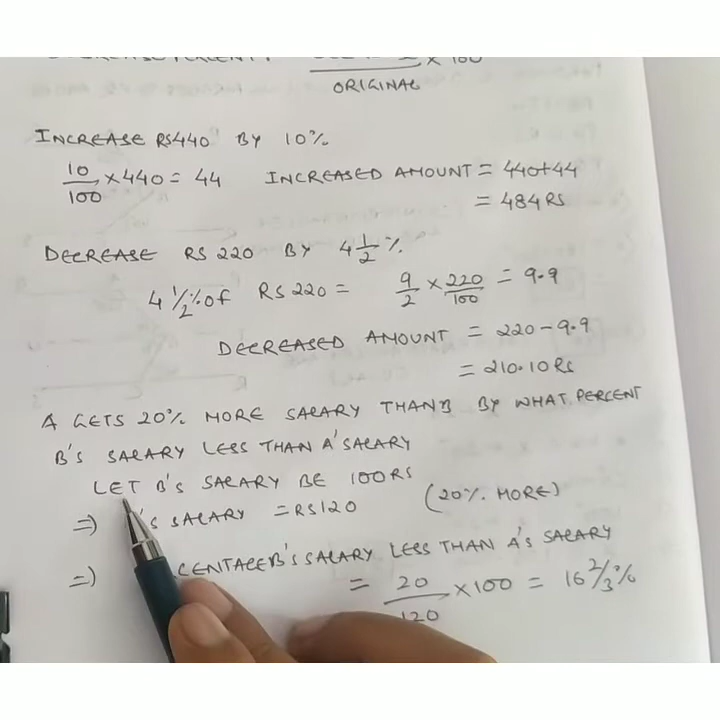 × 100
ORIGINAL
INCREASE RS440 BY 10%
10/100 × 440 = 44 INCREASED AMOUNT = 440+44
= 484 RS
DECREASE RS 220 BY 4 1/2 %
4 1/2 % of RS 220 = 9/2 × 220/100 = 9.9
DECREASED AMOUNT = 220 - 9.9
= 210.10 RS
A GETS 20% MORE SALARY THAN B BY WHAT PERCENT
B'S SALARY LESS THAN A'SALARY
LET B'S SALARY BE 100RS
=> 'S SALARY = RS120 (20% MORE)
=> CENTAGE B'S SALARY LESS THAN A'S SALARY
= 20/120 × 100 = 16 2/3 %